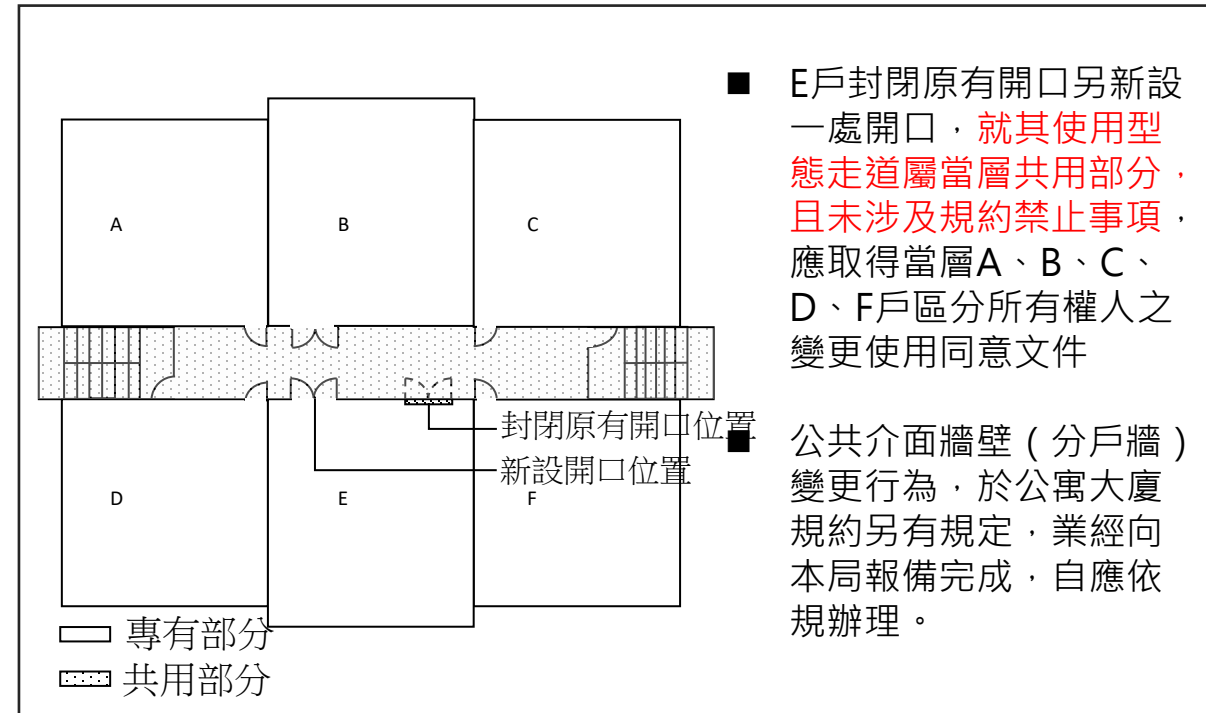 A
B
C
封閉原有開口位置
新設開口位置
D
E
F
專有部分
共用部分
■ E戶封閉原有開口另新設
一處開口，就其使用型
態走道屬當層共用部分，
且未涉及規約禁止事項，
應取得當層A、B、C、
D、F戶區分所有權人之
變更使用同意文件
■ 公共介面牆壁（分戶牆）
變更行為，於公寓大廈
規約另有規定，業經向
本局報備完成，自應依
規辦理。